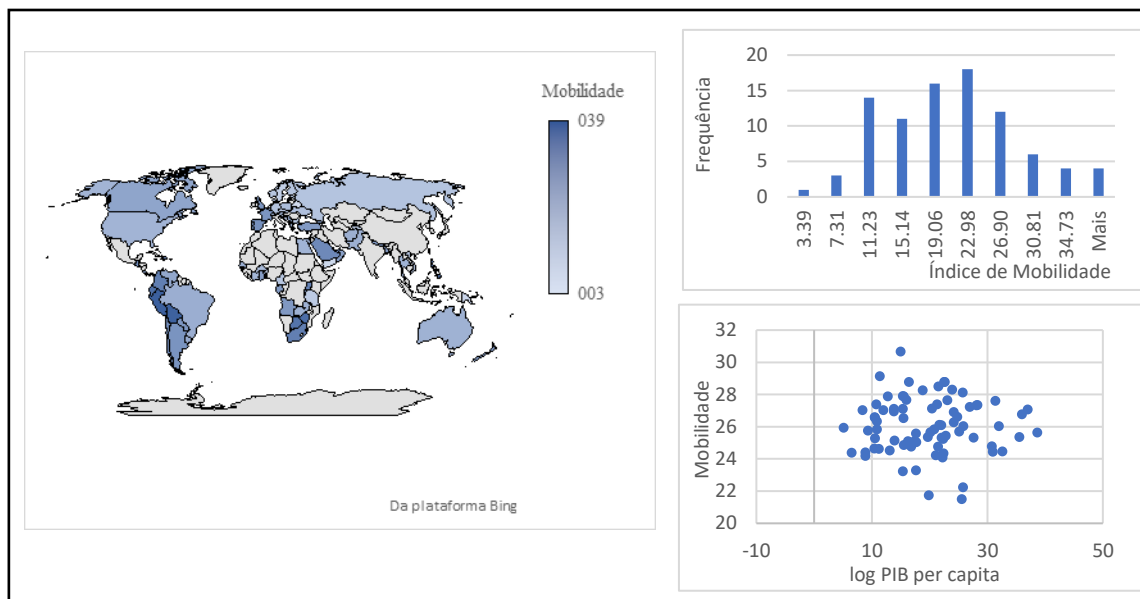 Mobilidade
039
003
Da plataforma Bing
Frequência
20
15
10
5
0
3.39
7.31
11.23
15.14
19.06
22.98
26.90
30.81
34.73
Mais
Índice de Mobilidade
Mobilidade
32
30
28
26
24
22
20
-10 10 30 50
log PIB per capita